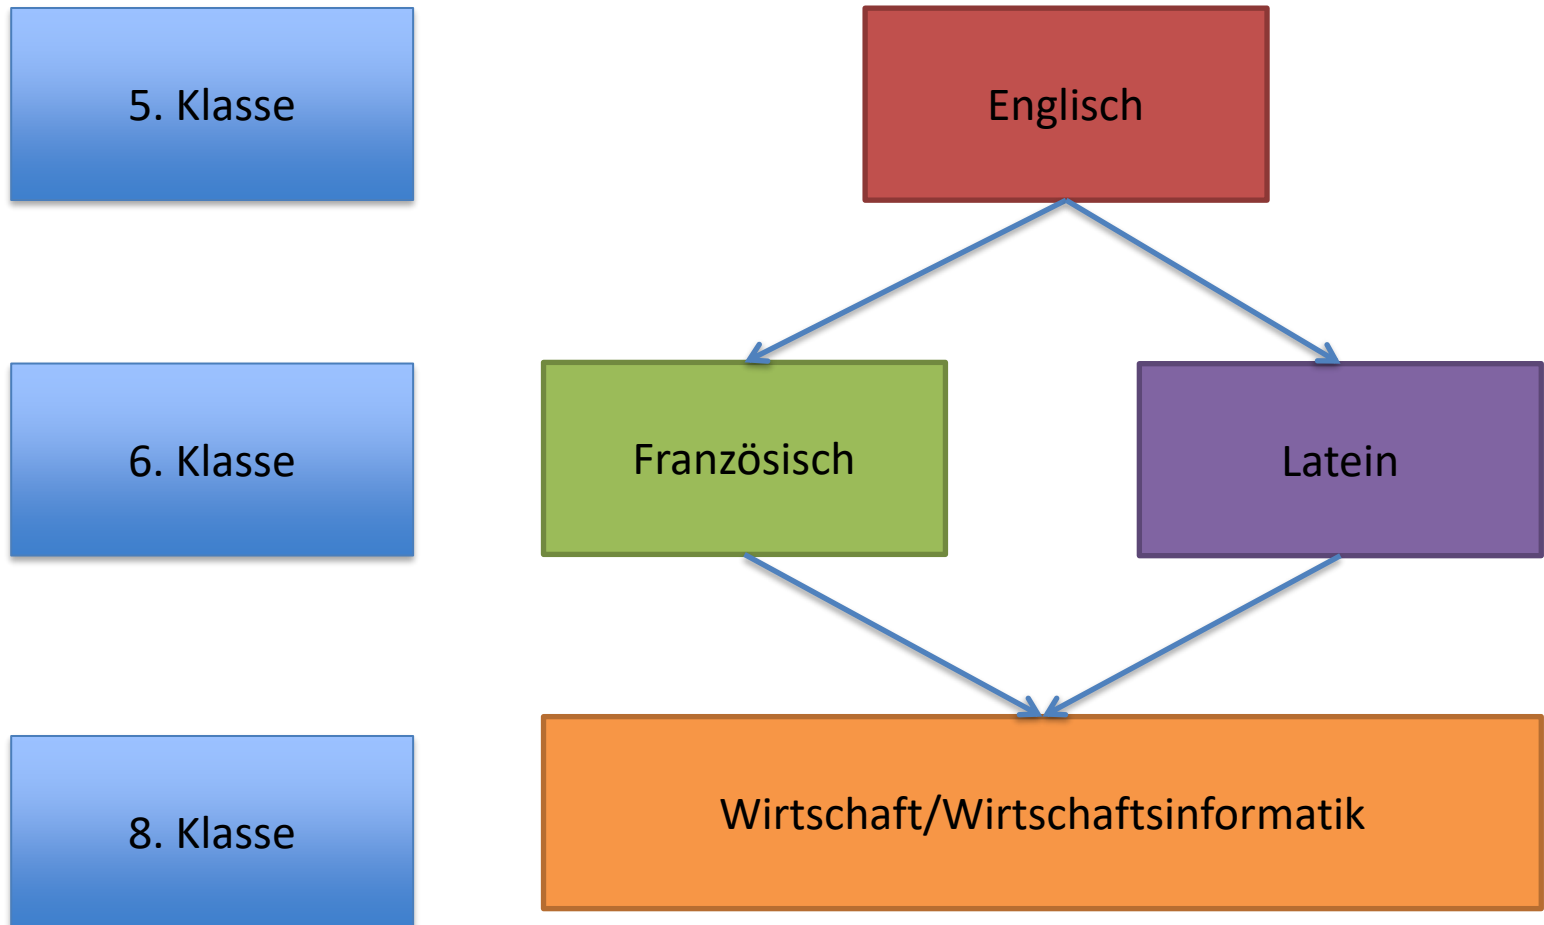 5. Klasse
Englisch
6. Klasse
Französisch
Latein
8. Klasse
Wirtschaft/Wirtschaftsinformatik